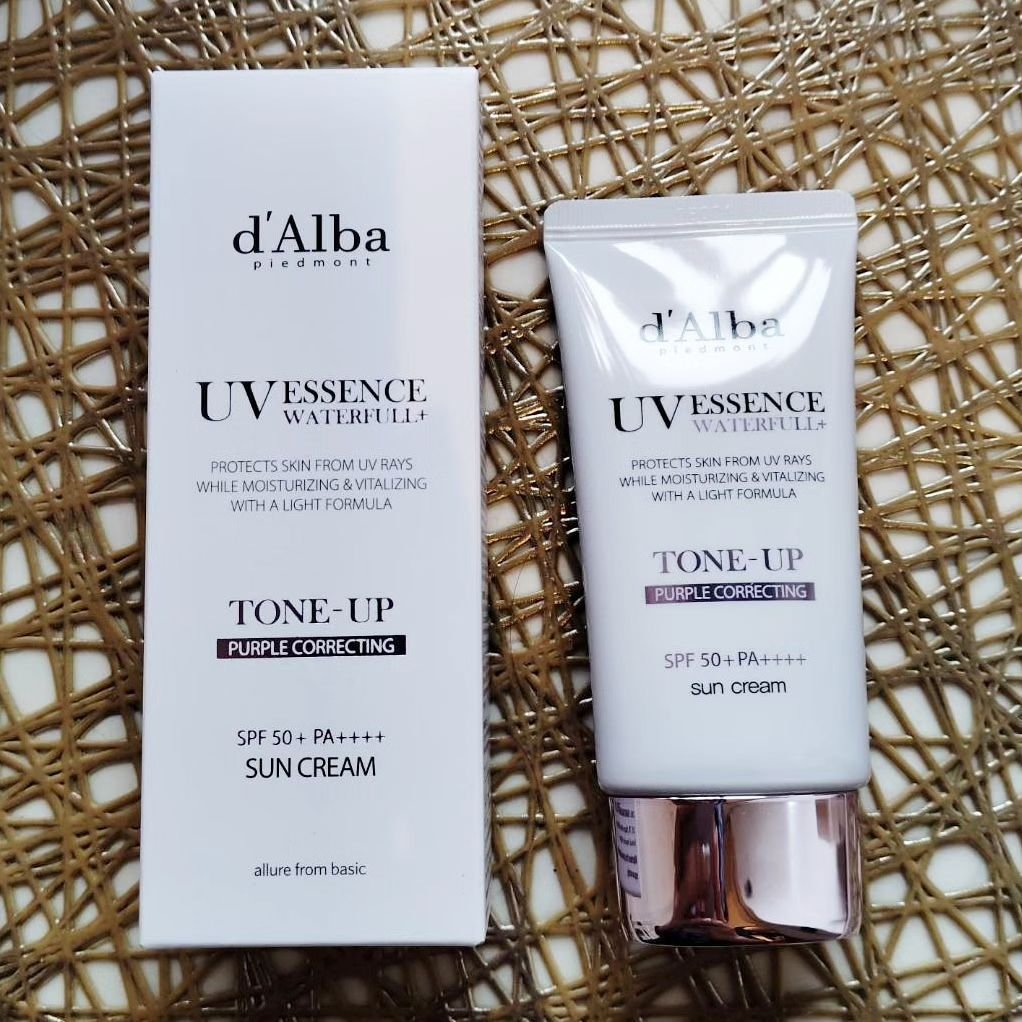 d'Alba
piedmont
UV ESSENCE
WATERFULL+
PROTECTS SKIN FROM UV RAYS
WHILE MOISTURIZING & VITALIZING
WITH A LIGHT FORMULA
TONE-UP
PURPLE CORRECTING
SPF 50+ PA++++
SUN CREAM
allure from basic
d'Alba
piedmont
UV ESSENCE
WATERFULL+
PROTECTS SKIN FROM UV RAYS
WHILE MOISTURIZING & VITALIZING
WITH A LIGHT FORMULA
TONE-UP
PURPLE CORRECTING
SPF 50+ PA++++
sun cream